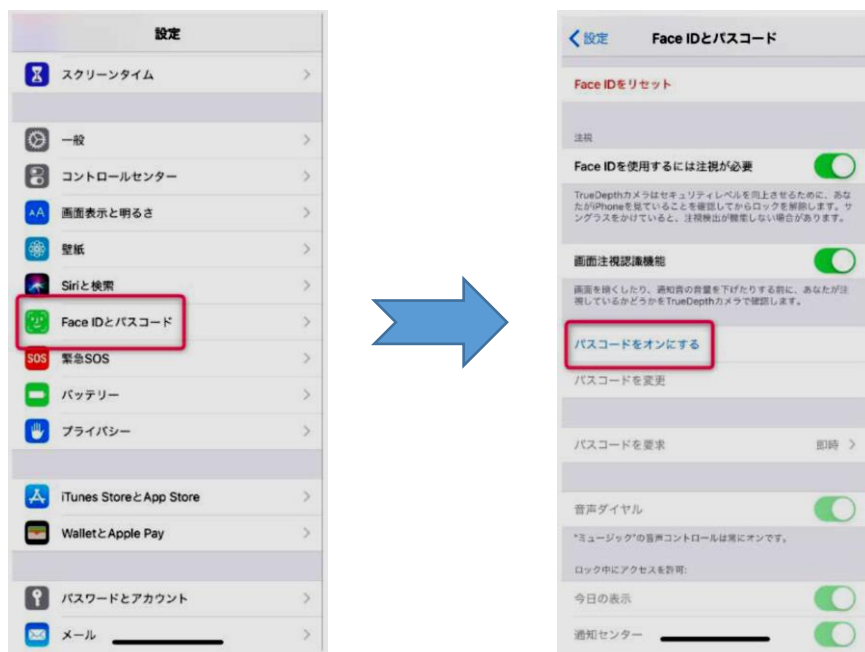 設定
スクリーンタイム
一般
コントロールセンター
AA
画面表示と明るさ
壁紙
Siriと検索
Face IDとパスコード
SOS
緊急SOS
バッテリー
プライバシー
iTunes StoreとApp Store
WalletとApple Pay
パスワードとアカウント
メール
設定
Face IDとパスコード
Face IDをリセット
注視
Face IDを使用するには注視が必要
TrueDepthカメラはセキュリティレベルを向上させるために、あな
たがiPhoneを見ていることを確認してからロックを解除します。サ
ングラスをかけていると、注視検出が機能しない場合があります。
画面注視認識機能
画面を暗くしたり、通知音の音量を下げたりする前に、あなたが注
視しているかどうかをTrueDepthカメラで確認します。
パスコードをオンにする
パスコードを変更
パスコードを要求 即時
音声ダイヤル
"ミュージック"の音声コントロールは常にオンです。
ロック中にアクセスを許可:
今日の表示
通知センター